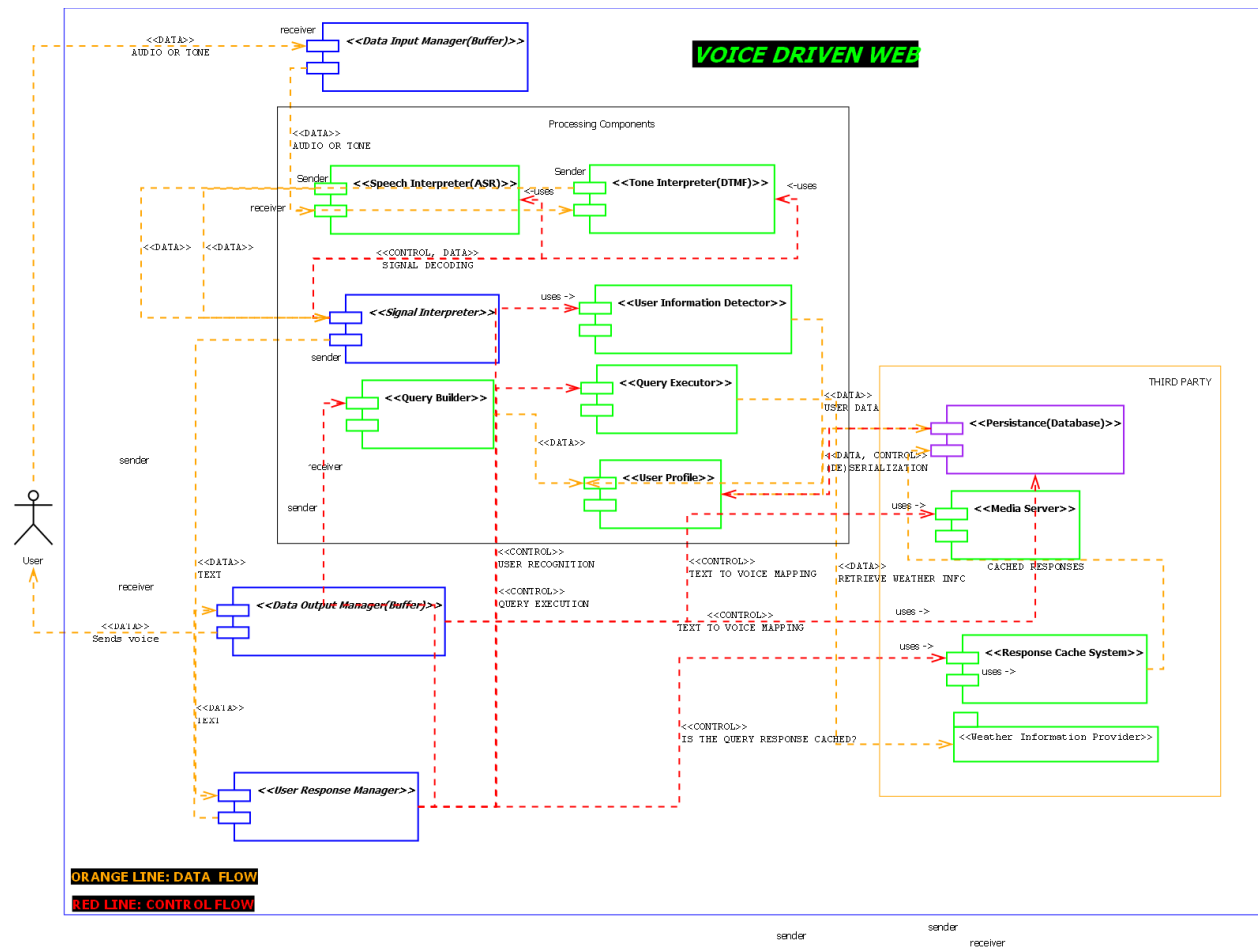 receiver
<<Data Input Manager(Buffer)>>
<<DATA>>
AUDIO OR TONE
VOICE DRIVEN WEB
Processing Components
<<DATA>>
AUDIO OR TONE
Sender
<<Speech Interpreter(ASR)>>
<-uses
receiver
Sender
<<Tone Interpreter(DTMF)>>
<-uses
<<DATA>>
<<DATA>>
<<CONTROL, DATA>>
SIGNAL DECODING
uses ->
<<User Information Detector>>
<<Signal Interpreter>>
sender
<<Query Executor>>
<<Query Builder>>
THIRD PARTY
<<DATA>>
USER DATA
<<Persistance(Database)>>
<<DATA>>
<<DATA, CONTROL>>
(DE)SERIALIZATION
sender
receiver
<<User Profile>>
sender
uses ->
<<Media Server>>
User
<<DATA>>
TEXT
<<CONTROL>>
USER RECOGNITION
<<CONTROL>>
TEXT TO VOICE MAPPING
<<DATA>>
RETRIEVE WEATHER INFO
CACHED RESPONSES
receiver
<<CONTROL>>
QUERY EXECUTION
<<Data Output Manager(Buffer)>>
<<CONTROL>>
TEXT TO VOICE MAPPING
uses ->
<<DATA>>
Sends voice
uses ->
<<Response Cache System>>
uses ->
<<DATA>>
TEXT
<<CONTROL>>
IS THE QUERY RESPONSE CACHED?
<<Weather Information Provider>>
<<User Response Manager>>
ORANGE LINE: DATA FLOW
RED LINE: CONTROL FLOW
sender
sender
receiver